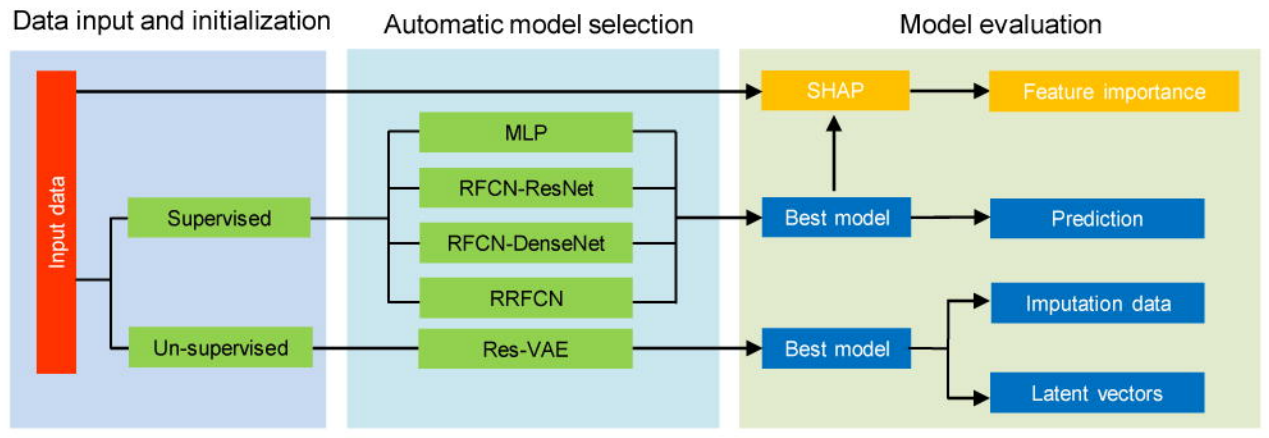 Data input and initialization
Automatic model selection
Model evaluation
Input data
Supervised
Un-supervised
MLP
RFCN-ResNet
RFCN-DenseNet
RRFCN
Res-VAE
SHAP
Feature importance
Best model
Prediction
Best model
Imputation data
Latent vectors